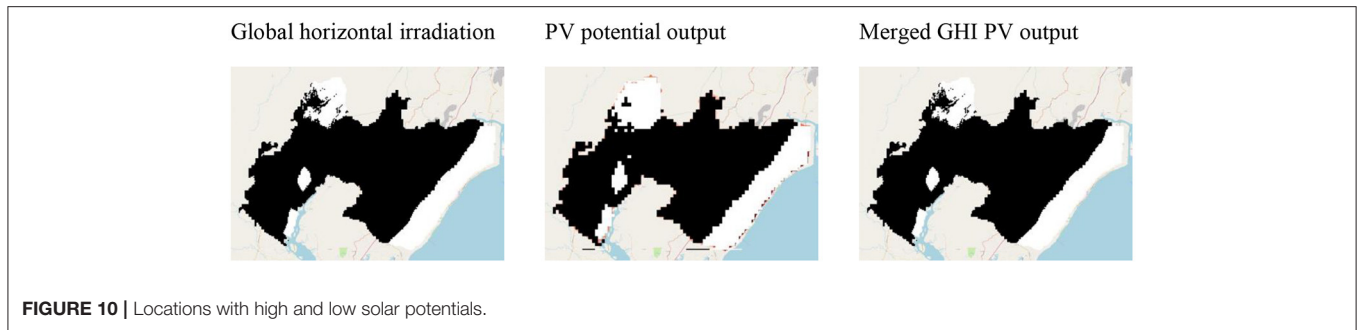 Global horizontal irradiation
PV potential output
Merged GHI PV output
FIGURE 10 | Locations with high and low solar potentials.